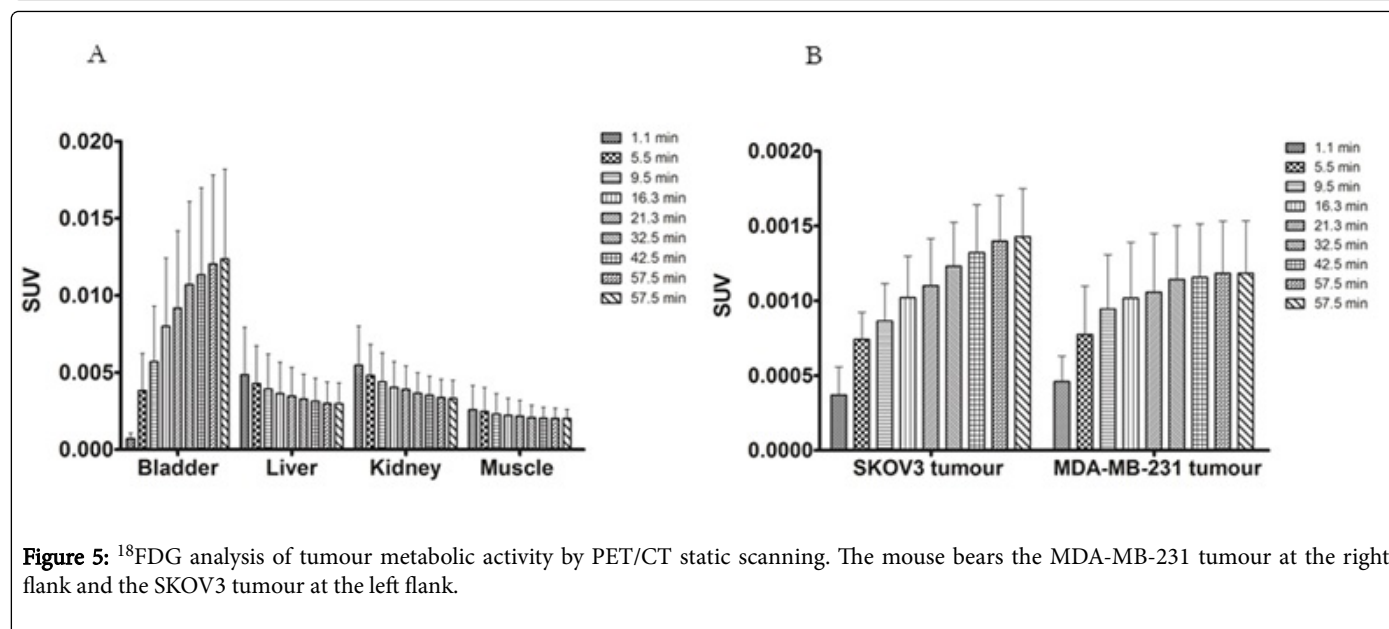 A
SUV
0.020
0.015
0.010
0.005
0.000
Bladder Liver Kidney Muscle
1.1 min
5.5 min
9.5 min
16.3 min
21.3 min
32.5 min
42.5 min
57.5 min
57.5 min
B
SUV
0.0020
0.0015
0.0010
0.0005
0.0000
SKOV3 tumour MDA-MB-231 tumour
1.1 min
5.5 min
9.5 min
16.3 min
21.3 min
32.5 min
42.5 min
57.5 min
57.5 min
Figure 5: ¹⁸FDG analysis of tumour metabolic activity by PET/CT static scanning. The mouse bears the MDA-MB-231 tumour at the right
flank and the SKOV3 tumour at the left flank.